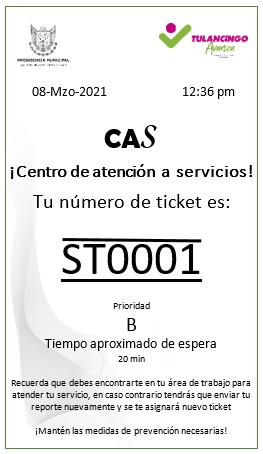 PRESIDENCIA MUNICIPAL
TULANCINGO
Avanza
08-Mzo-2021 12:36 pm
CAS
¡Centro de atención a servicios!
Tu número de ticket es:
ST0001
Prioridad
B
Tiempo aproximado de espera
20 min
Recuerda que debes encontrarte en tu área de trabajo para
atender tu servicio, en caso contrario tendrás que enviar tu
reporte nuevamente y se te asignará nuevo ticket
¡Mantén las medidas de prevención necesarias!